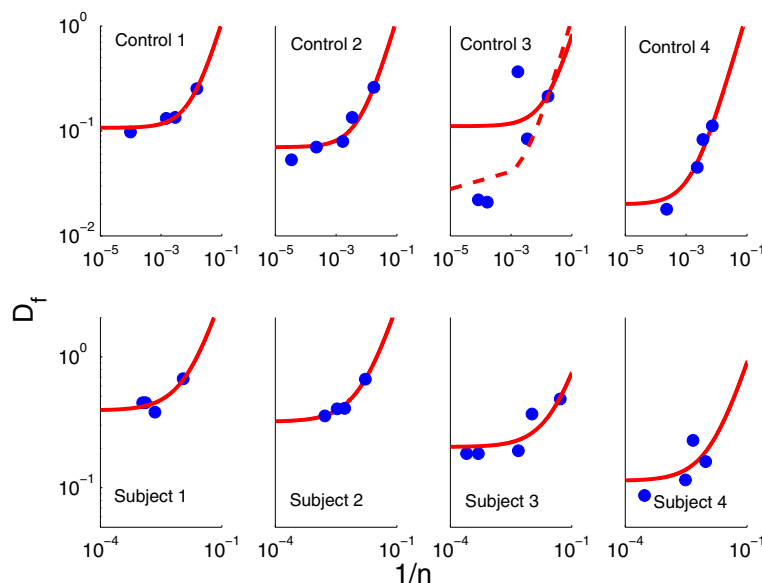 10^0
10^-1
10^-2
Control 1
Control 2
Control 3
Control 4
10^-5 10^-3 10^-1
10^-5 10^-3 10^-1
10^-5 10^-3 10^-1
10^-5 10^-3 10^-1
D_f
10^0
10^-1
Subject 1
Subject 2
Subject 3
Subject 4
10^-4 10^-1
10^-4 10^-1
10^-4 10^-1
10^-4 10^-1
1/n